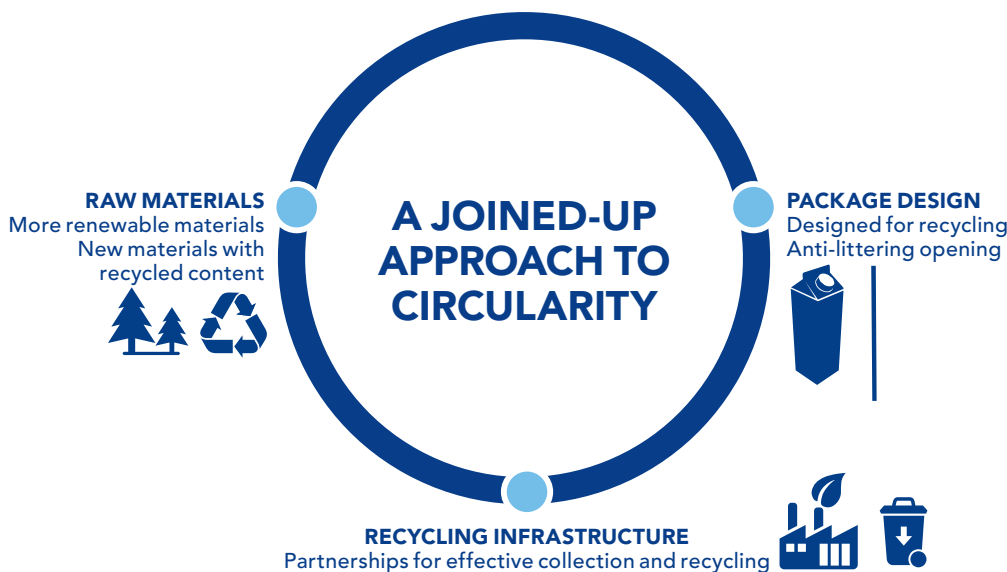 A JOINED-UP
APPROACH TO
CIRCULARITY
RAW MATERIALS
More renewable materials
New materials with
recycled content
PACKAGE DESIGN
Designed for recycling
Anti-littering opening
RECYCLING INFRASTRUCTURE
Partnerships for effective collection and recycling